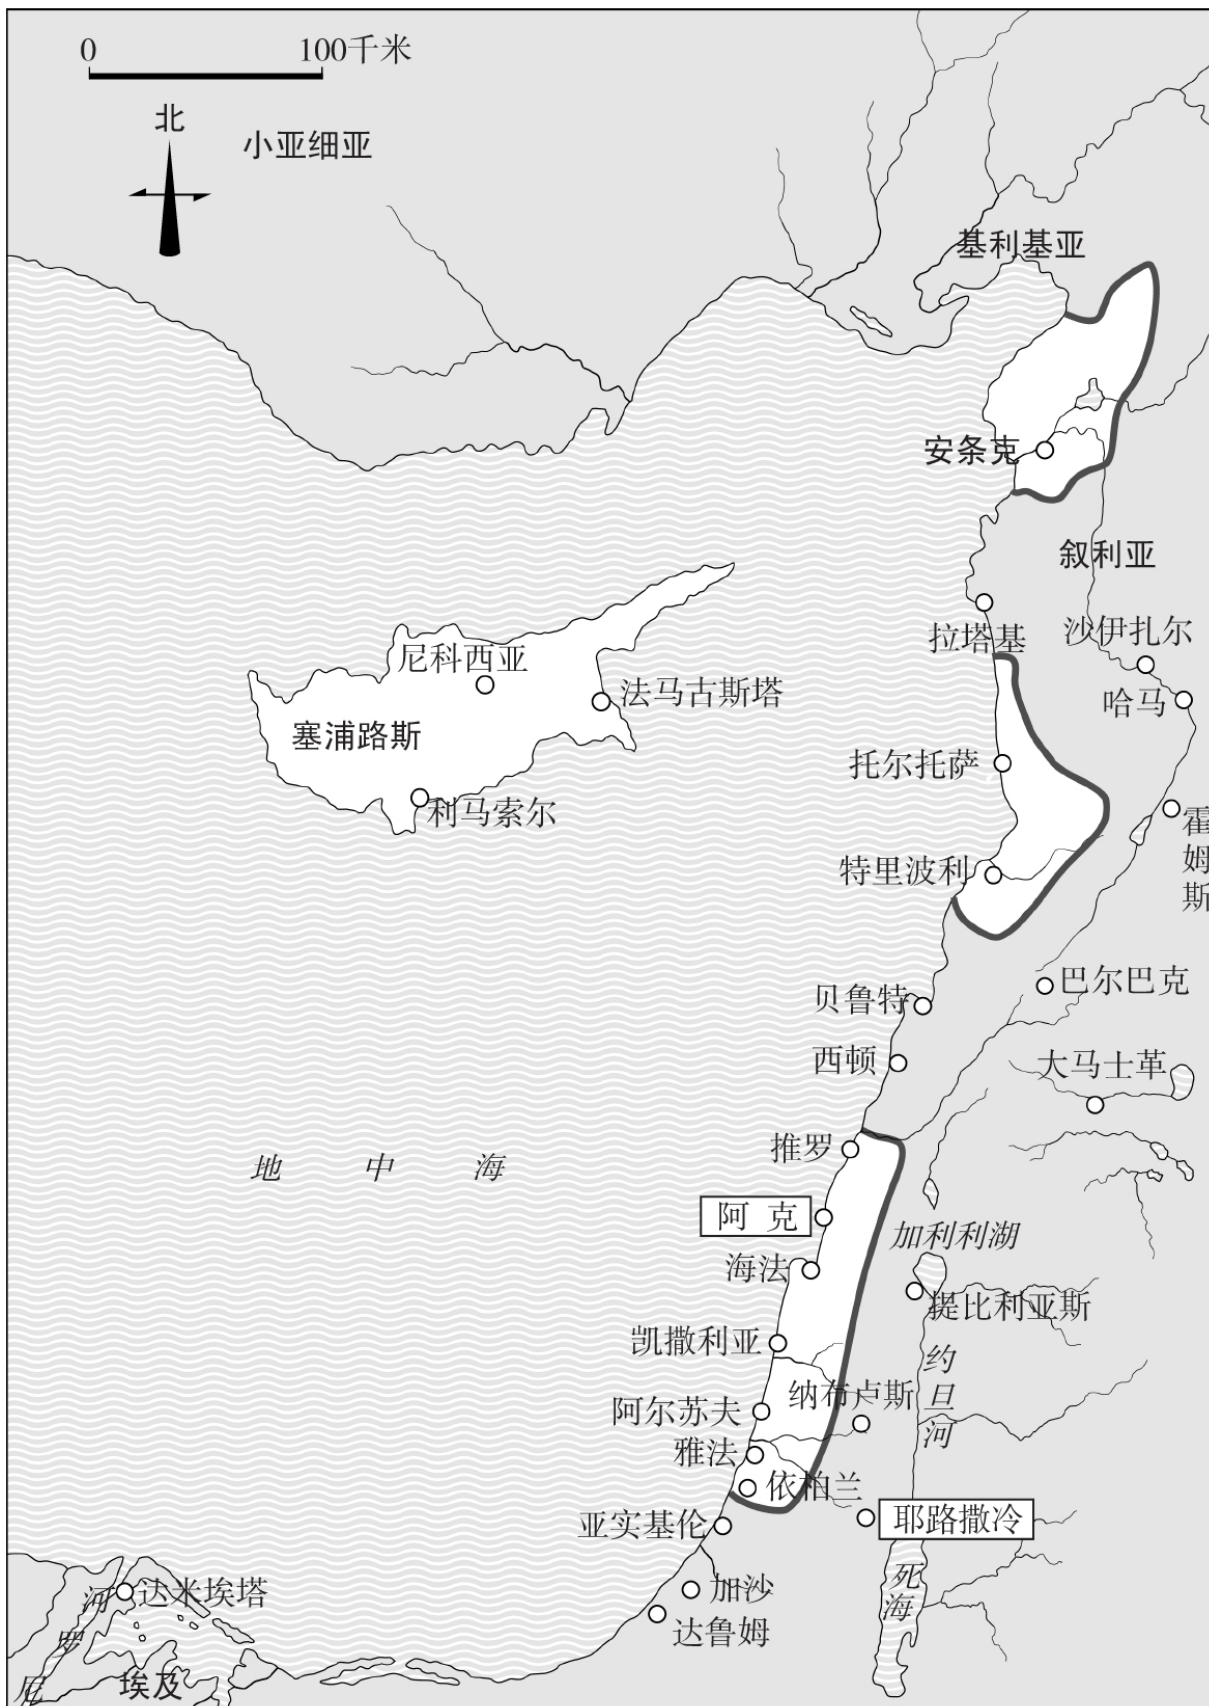 0 100千米
北
小亚细亚
基利基亚
安条克
叙利亚
拉塔基
沙伊扎尔
哈马
尼科西亚
法马古斯塔
塞浦路斯
利马索尔
托尔托萨
霍姆斯
特里波利
巴尔巴克
贝鲁特
西顿
大马士革
推罗
地中海
阿克
加利利湖
海法
提比利亚斯
凯撒利亚
约旦河
纳布卢斯
阿尔苏夫
雅法
依柏兰
亚实基伦
耶路撒冷
死海
加沙
达米埃塔
达鲁姆
尼罗河
埃及